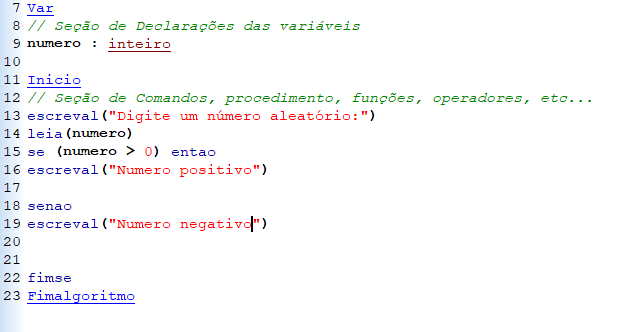 7 Var
8 // Seção de Declarações das variáveis
9 numero : inteiro
10
11 Inicio
12 // Seção de Comandos, procedimento, funções, operadores, etc...
13 escreval("Digite um número aleatório:")
14 leia(numero)
15 se (numero > 0) entao
16 escreval("Numero positivo")
17
18 senao
19 escreval("Numero negativo")
20
21
22 fimse
23 Fimalgoritmo